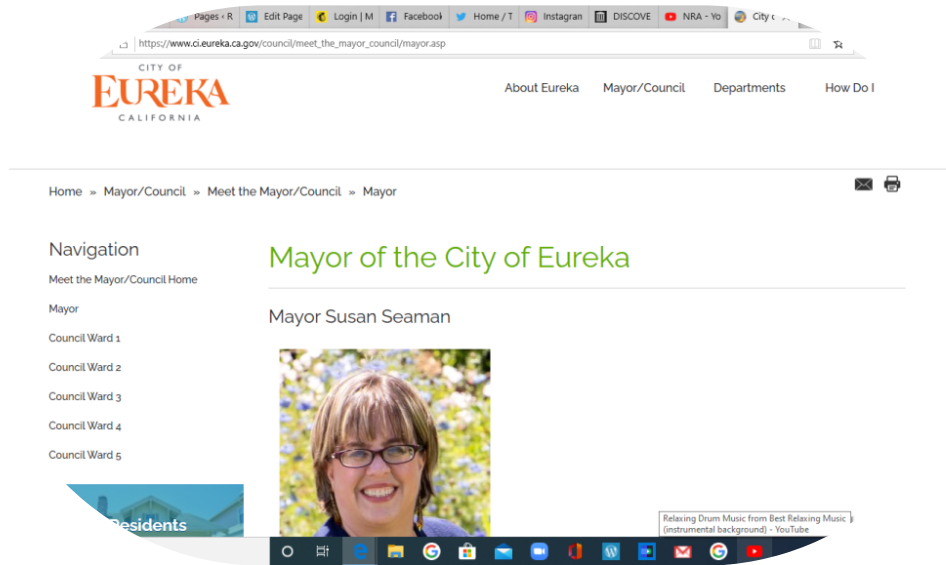 Pages ‹ R
Edit Page
Login | M
Facebook
Home / T
Instagran
DISCOVE
NRA - Yo
City c
https://www.ci.eureka.ca.gov/council/meet_the_mayor_council/mayor.asp
CITY OF
EUREKA
CALIFORNIA
About Eureka
Mayor/Council
Departments
How Do I
Home » Mayor/Council » Meet the Mayor/Council » Mayor
Navigation
Meet the Mayor/Council Home
Mayor
Council Ward 1
Council Ward 2
Council Ward 3
Council Ward 4
Council Ward 5
Mayor of the City of Eureka
Mayor Susan Seaman
Residents
Relaxing Drum Music from Best Relaxing Music
(instrumental background) - YouTube